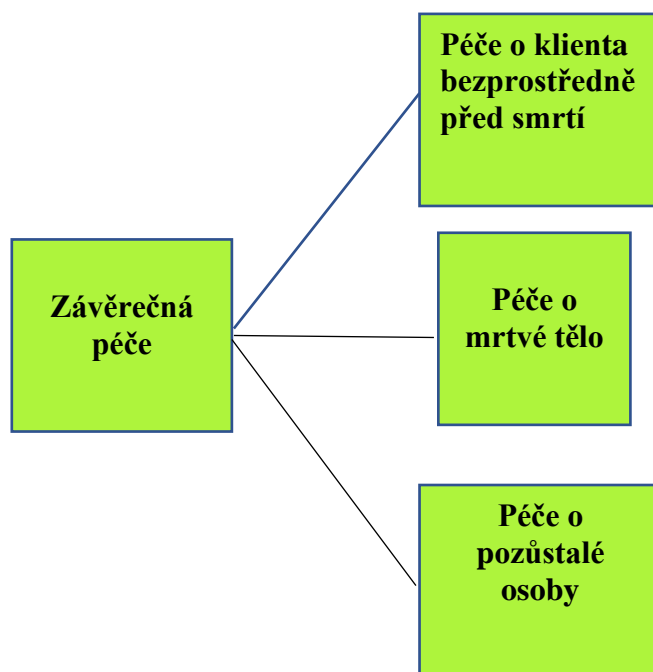 Péče o klienta
bezprostředně
před smrtí
Závěrečná
péče
Péče o
mrtvé tělo
Péče o
pozůstalé
osoby